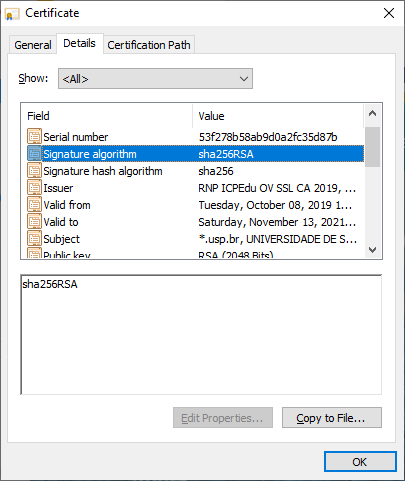 Certificate
General Details Certification Path
Show: <All>
Field Value
Serial number 53f278b58ab9d0a2fc35d87b
Signature algorithm sha256RSA
Signature hash algorithm sha256
Issuer RNP ICPEdu OV SSL CA 2019, ...
Valid from Tuesday, October 08, 2019 1...
Valid to Saturday, November 13, 2021...
Subject *.usp.br, UNIVERSIDADE DE S...
Public key RSA (2048 Bits)
sha256RSA
Edit Properties... Copy to File...
OK